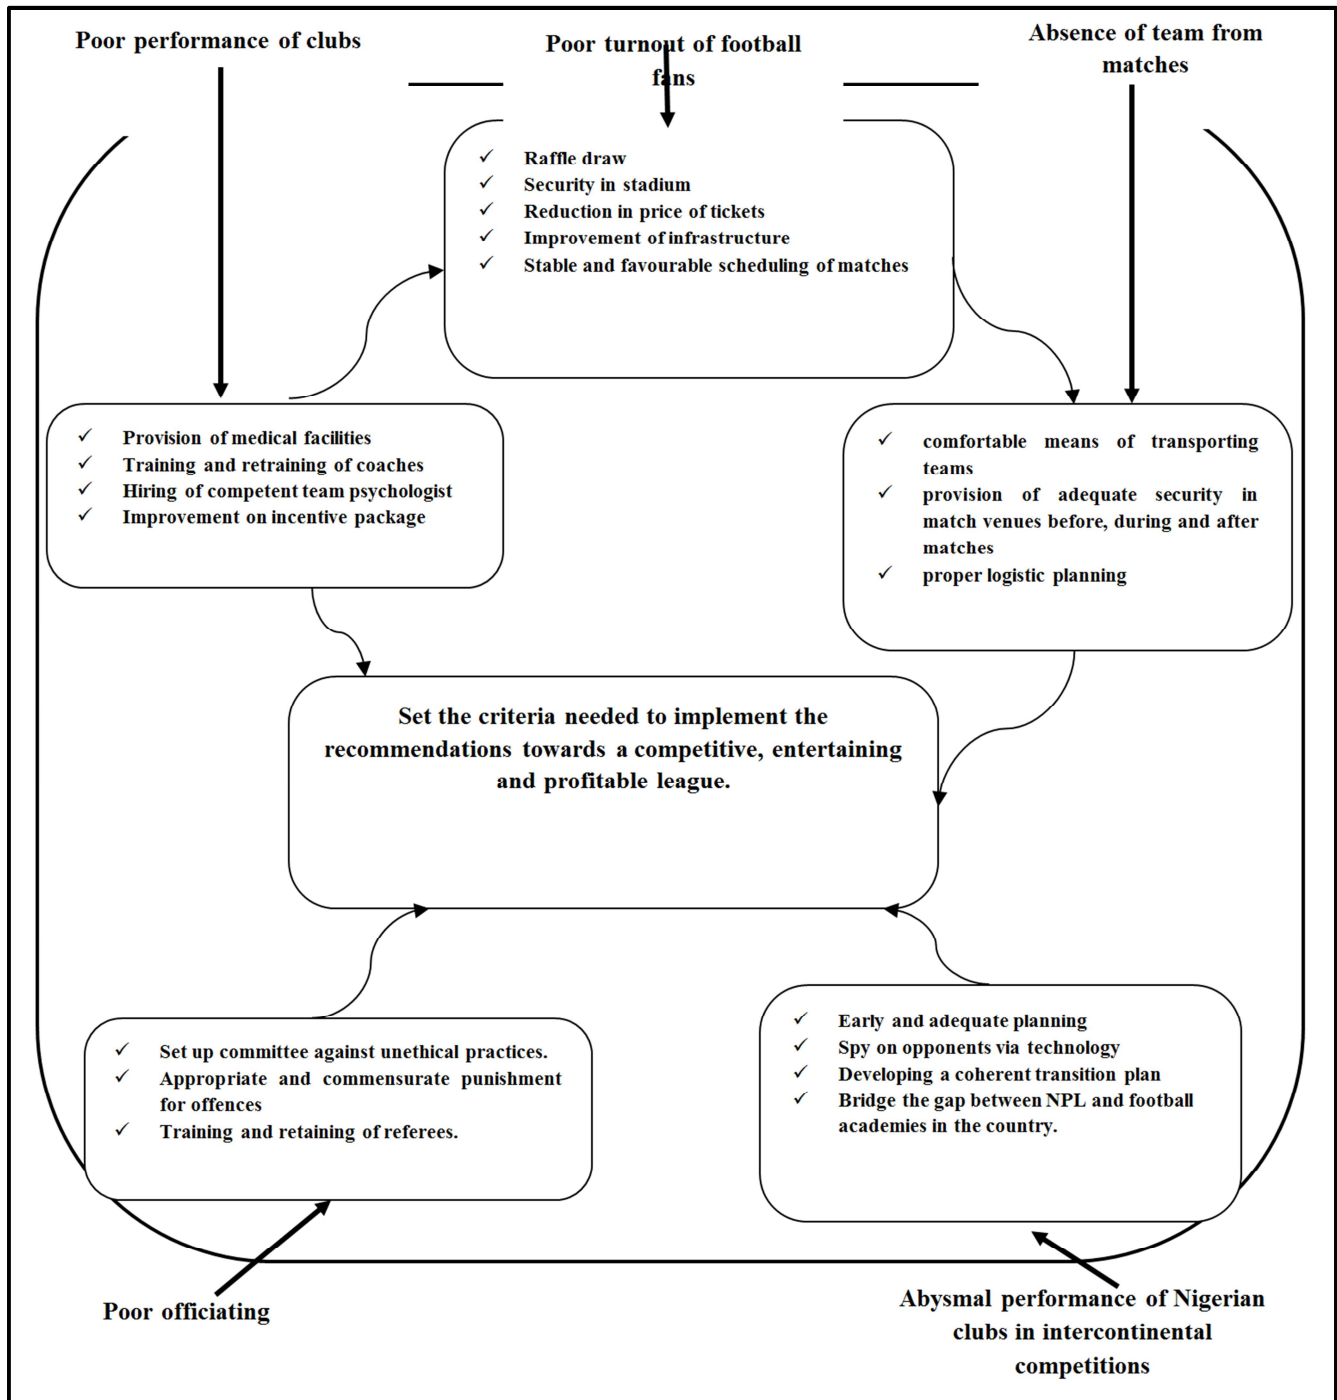 Poor performance of clubs
Poor turnout of football
fans
Absence of team from
matches
✓ Raffle draw
✓ Security in stadium
✓ Reduction in price of tickets
✓ Improvement of infrastructure
✓ Stable and favourable scheduling of matches
✓ Provision of medical facilities
✓ Training and retraining of coaches
✓ Hiring of competent team psychologist
✓ Improvement on incentive package
✓ comfortable means of transporting
teams
✓ provision of adequate security in
match venues before, during and after
matches
✓ proper logistic planning
Set the criteria needed to implement the
recommendations towards a competitive, entertaining
and profitable league.
✓ Set up committee against unethical practices.
✓ Appropriate and commensurate punishment
for offences
✓ Training and retaining of referees.
✓ Early and adequate planning
✓ Spy on opponents via technology
✓ Developing a coherent transition plan
✓ Bridge the gap between NPL and football
academies in the country.
Poor officiating
Abysmal performance of Nigerian
clubs in intercontinental
competitions